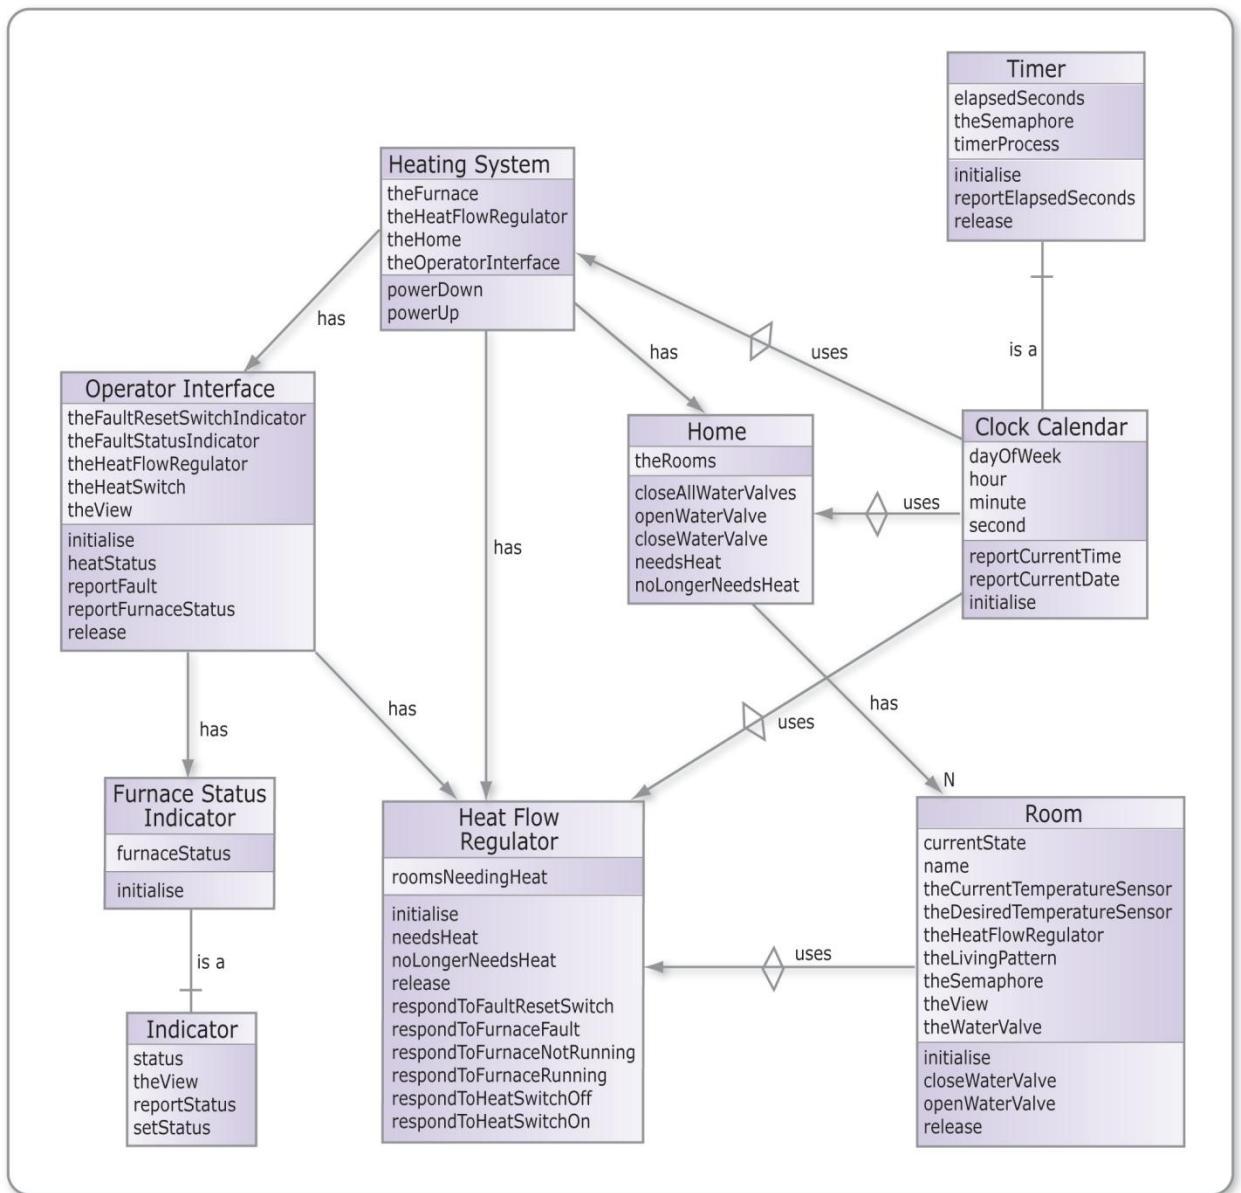 Timer
elapsedSeconds
theSemaphore
timerProcess
initialise
reportElapsedSeconds
release
Heating System
theFurnace
theHeatFlowRegulator
theHome
theOperatorInterface
powerDown
powerUp
has
has
uses
is a
Operator Interface
theFaultResetSwitchIndicator
theFaultStatusIndicator
theHeatFlowRegulator
theHeatSwitch
theView
initialise
heatStatus
reportFault
reportFurnaceStatus
release
has
Home
theRooms
closeAllWaterValves
openWaterValve
closeWaterValve
needsHeat
noLongerNeedsHeat
uses
Clock Calendar
dayOfWeek
hour
minute
second
reportCurrentTime
reportCurrentDate
initialise
has
has
uses
has
N
Furnace Status
Indicator
furnaceStatus
initialise
is a
Indicator
status
theView
reportStatus
setStatus
Heat Flow
Regulator
roomsNeedingHeat
initialise
needsHeat
noLongerNeedsHeat
release
respondToFaultResetSwitch
respondToFurnaceFault
respondToFurnaceNotRunning
respondToFurnaceRunning
respondToHeatSwitchOff
respondToHeatSwitchOn
uses
Room
currentState
name
theCurrentTemperatureSensor
theDesiredTemperatureSensor
theHeatFlowRegulator
theLivingPattern
theSemaphore
theView
theWaterValve
initialise
closeWaterValve
openWaterValve
release